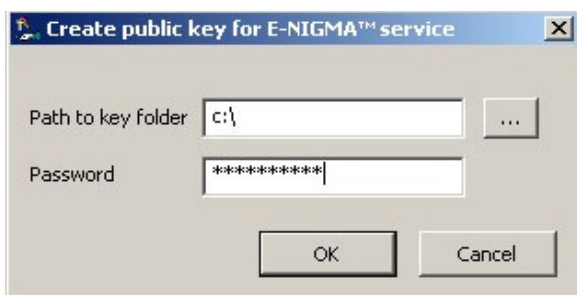 Create public key for E-NIGMA™ service
Path to key folder c:\ ...
Password **********
OK Cancel